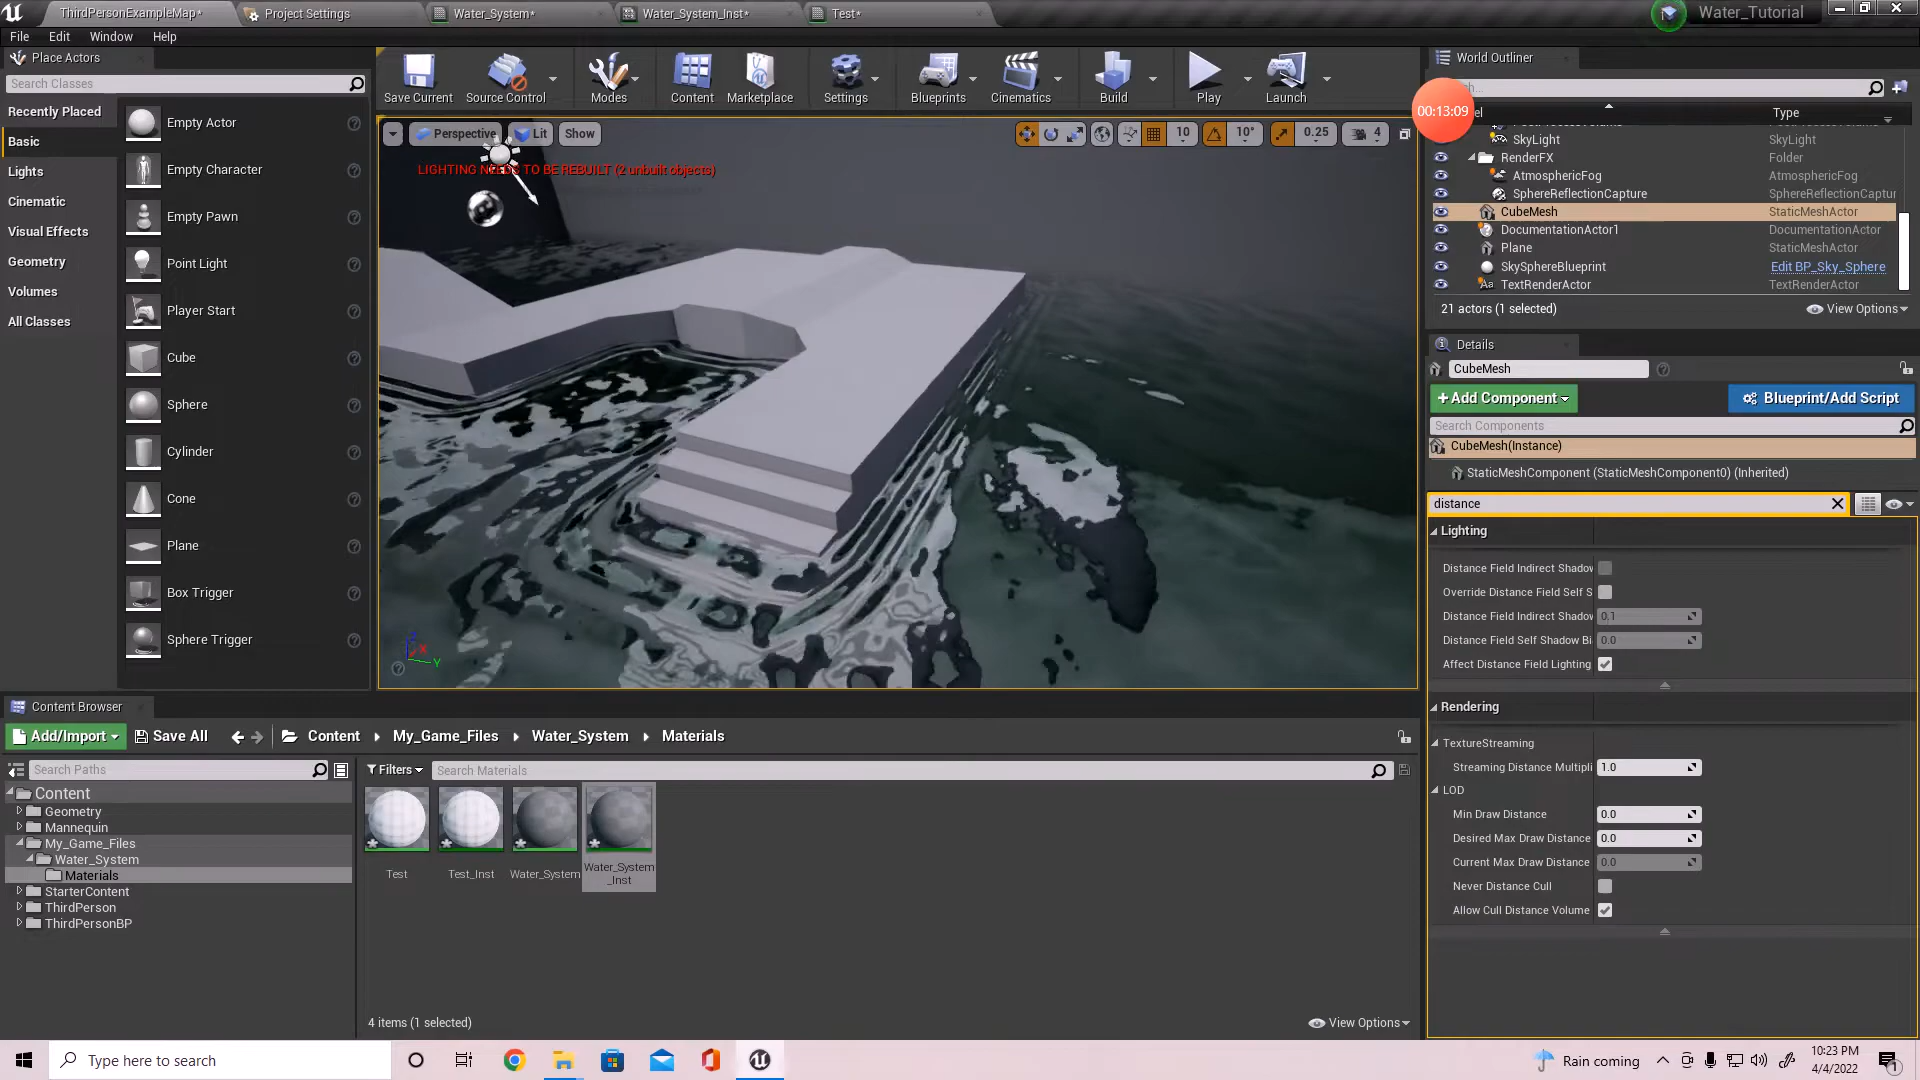 ThirdPersonExampleMap*
Project Settings
Water_System*
Water_System_Inst*
Test*
Water_Tutorial
File
Edit
Window
Help
Place Actors
Search Classes
Recently Placed
Basic
Lights
Cinematic
Visual Effects
Geometry
Volumes
All Classes
Empty Actor
Empty Character
Empty Pawn
Point Light
Player Start
Cube
Sphere
Cylinder
Cone
Plane
Box Trigger
Sphere Trigger
Save Current
Source Control
Modes
Content
Marketplace
Settings
Blueprints
Cinematics
Build
Play
Launch
Perspective
Lit
Show
10
10°
0.25
4
LIGHTING NEEDS TO BE REBUILT (2 unbuilt objects)
X
Y
World Outliner
00:13:09
Type
SkyLight SkyLight
RenderFX Folder
AtmosphericFog AtmosphericFog
SphereReflectionCapture SphereReflectionCaptur
CubeMesh StaticMeshActor
DocumentationActor1 DocumentationActor
Plane StaticMeshActor
SkySphereBlueprint Edit BP_Sky_Sphere
TextRenderActor TextRenderActor
21 actors (1 selected)
View Options
Details
CubeMesh
+Add Component
Blueprint/Add Script
Search Components
CubeMesh(Instance)
StaticMeshComponent (StaticMeshComponent0) (Inherited)
distance
Lighting
Distance Field Indirect Shadow
Override Distance Field Self S
Distance Field Indirect Shadow 0.1
Distance Field Self Shadow Bi 0.0
Affect Distance Field Lighting
Rendering
TextureStreaming
Streaming Distance Multipli 1.0
LOD
Min Draw Distance 0.0
Desired Max Draw Distance 0.0
Current Max Draw Distance 0.0
Never Distance Cull
Allow Cull Distance Volume
Content Browser
Add/Import
Save All
Content
My_Game_Files
Water_System
Materials
Search Paths
Filters
Search Materials
Content
Geometry
Mannequin
My_Game_Files
Water_System
Materials
StarterContent
ThirdPerson
ThirdPersonBP
Test
Test_Inst
Water_System
Water_System
_Inst
4 items (1 selected)
View Options
Type here to search
Rain coming
10:23 PM
4/4/2022
1